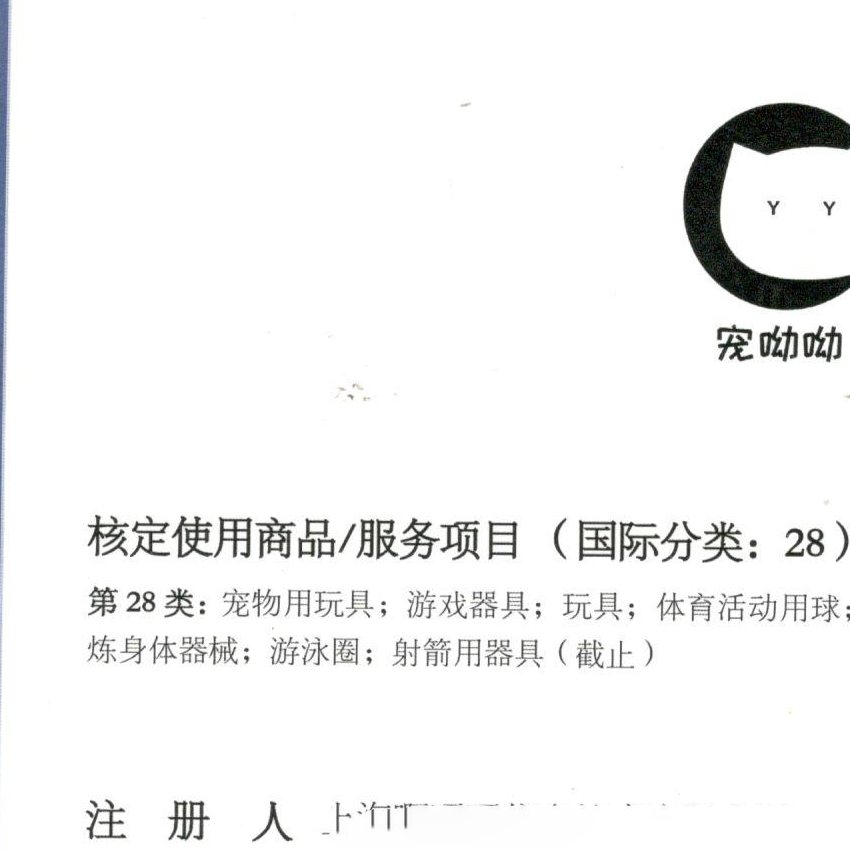 Y Y
宠呦呦
核定使用商品/服务项目（国际分类：28）
第 28 类：宠物用玩具；游戏器具；玩具；体育活动用球；
炼身体器械；游泳圈；射箭用器具（截止）
注 册 人